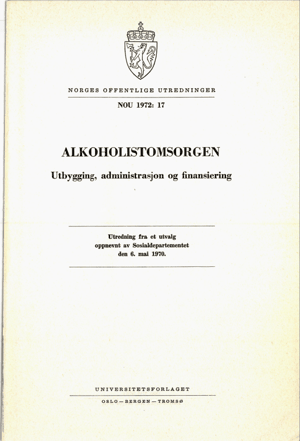 NORGES OFFENTLIGE UTREDNINGER
NOU 1972: 17
ALKOHOLISTOMSORGEN
Utbygging, administrasjon og finansiering
Utredning fra et utvalg
oppnevnt av Sosialdepartementet
den 6. mai 1970.
UNIVERSITETSFORLAGET
OSLO — BERGEN — TROMSØ